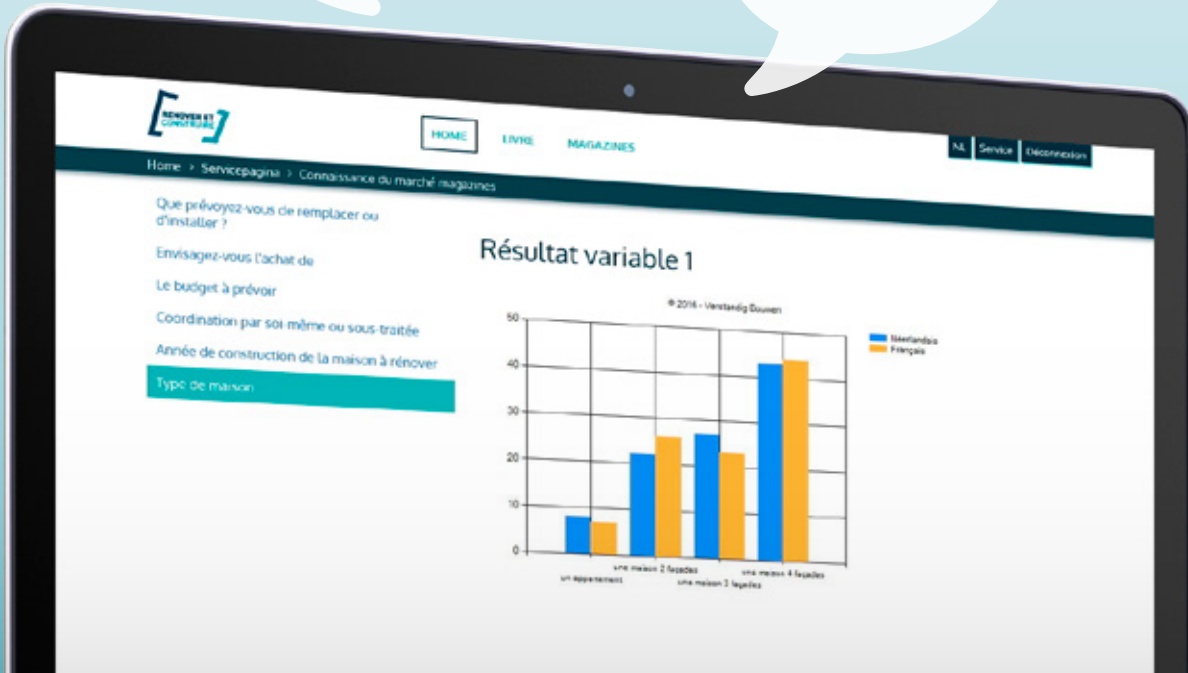 RENOVER ET
CONSTRUIRE
HOME LIVRE MAGAZINES
NL Service Déconnexion
Home > Servicepagina > Connaissance du marché magazines
Que prévoyez-vous de remplacer ou
d'installer ?
Envisagez-vous l'achat de
Le budget à prévoir
Coordination par soi-même ou sous-traitée
Année de construction de la maison à rénover
Type de maison
Résultat variable 1
© 2016 - Verstandig Bouwen
Néerlandais
Français
50
40
30
20
10
0
un appartement
une maison 2 façades
une maison 3 façades
une maison 4 façades